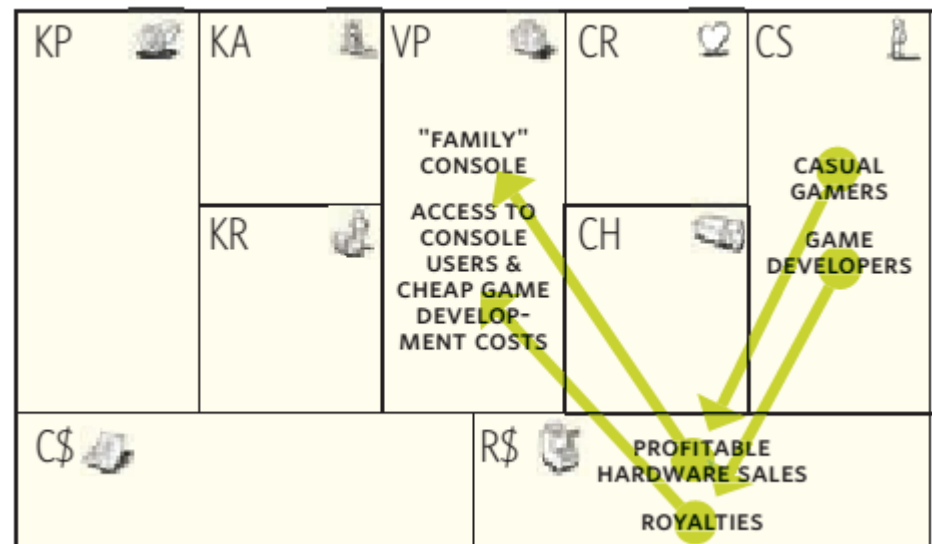 KP
KA
VP
CR
CS
"FAMILY"
CONSOLE
ACCESS TO
CONSOLE
USERS &
CHEAP GAME
DEVELOP-
MENT COSTS
CASUAL
GAMERS
GAME
DEVELOPERS
KR
CH
C$
R$
PROFITABLE
HARDWARE SALES
ROYALTIES